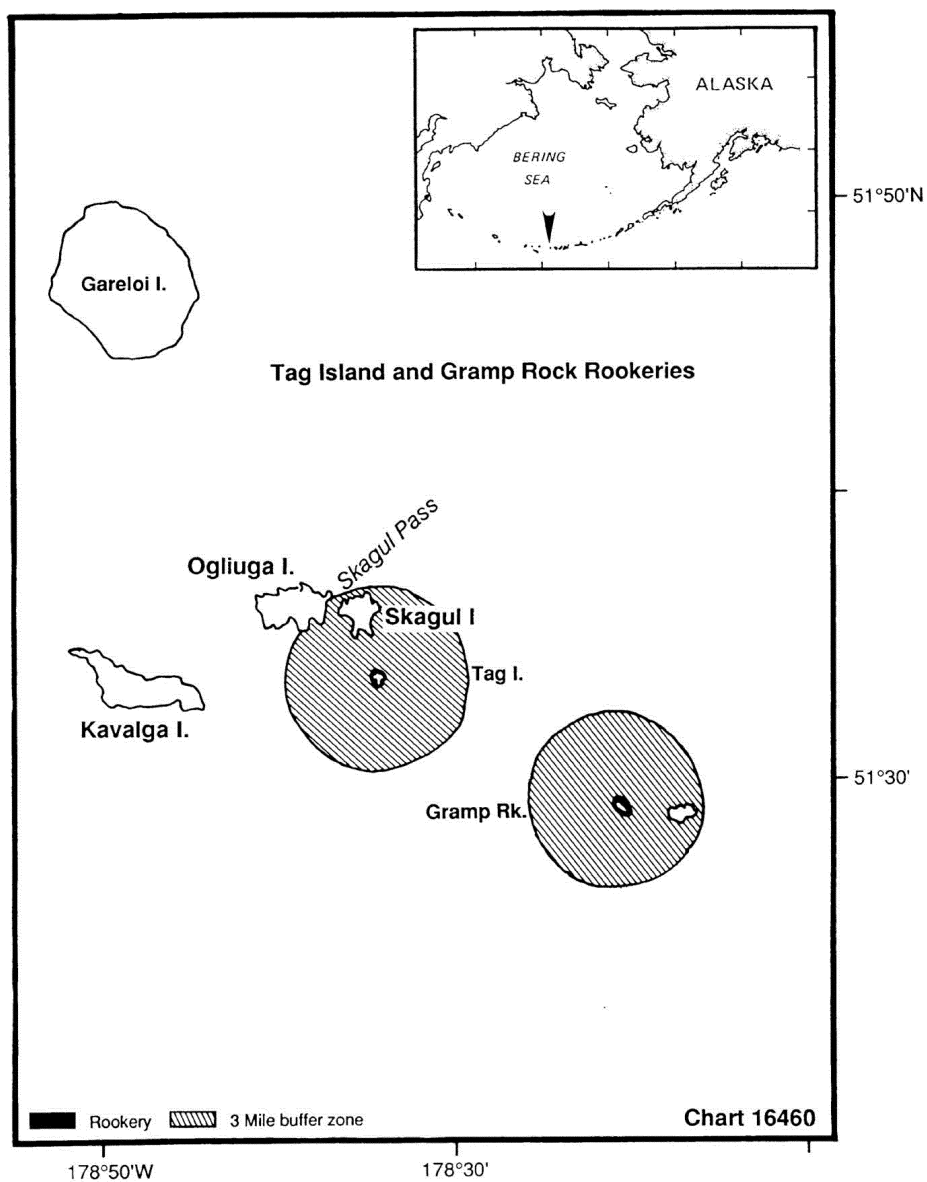 ALASKA
BERING
SEA
51°50'N
Gareloi I.
Tag Island and Gramp Rock Rookeries
Skagul Pass
Ogliuga I.
Skagul I
Tag I.
Kavalga I.
51°30'
Gramp Rk.
Rookery
3 Mile buffer zone
Chart 16460
178°50'W
178°30'